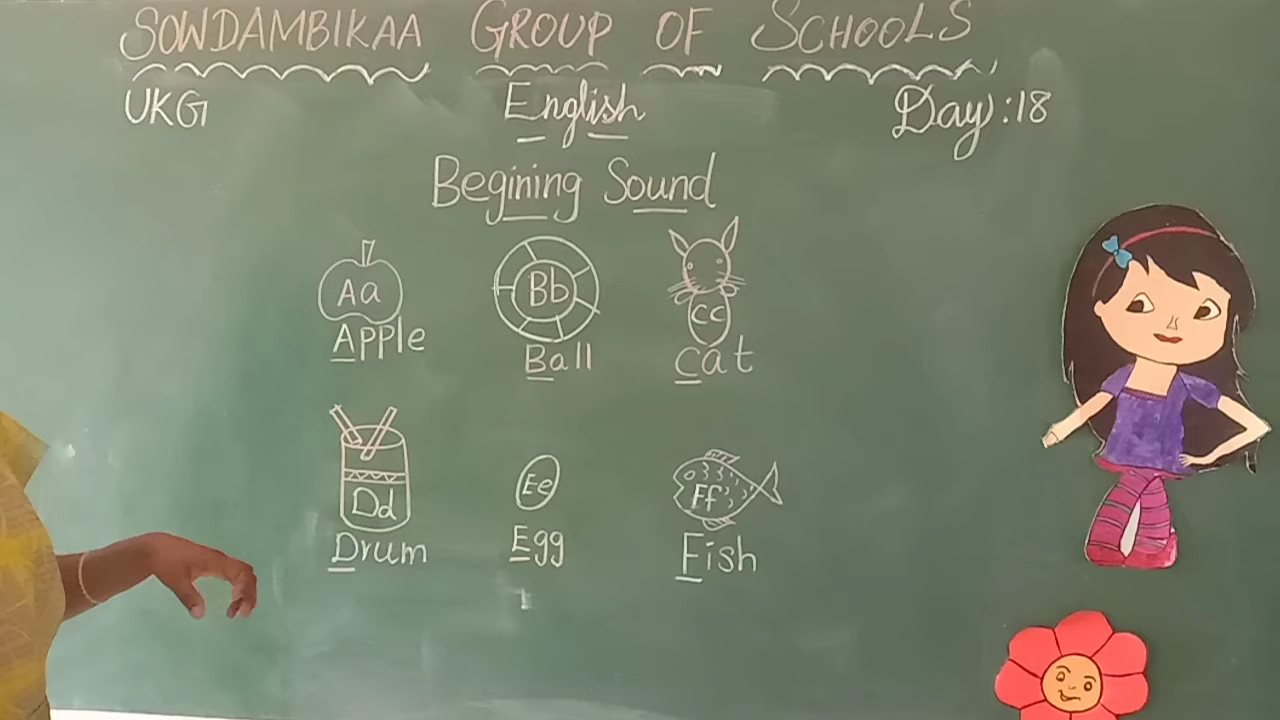 SOWDAMBIKAA GROUP OF SCHOOLS
UKG English Day:18
Begining Sound
Aa Bb cc
Apple Ball cat
Dd Ee Ff
Drum Egg Fish